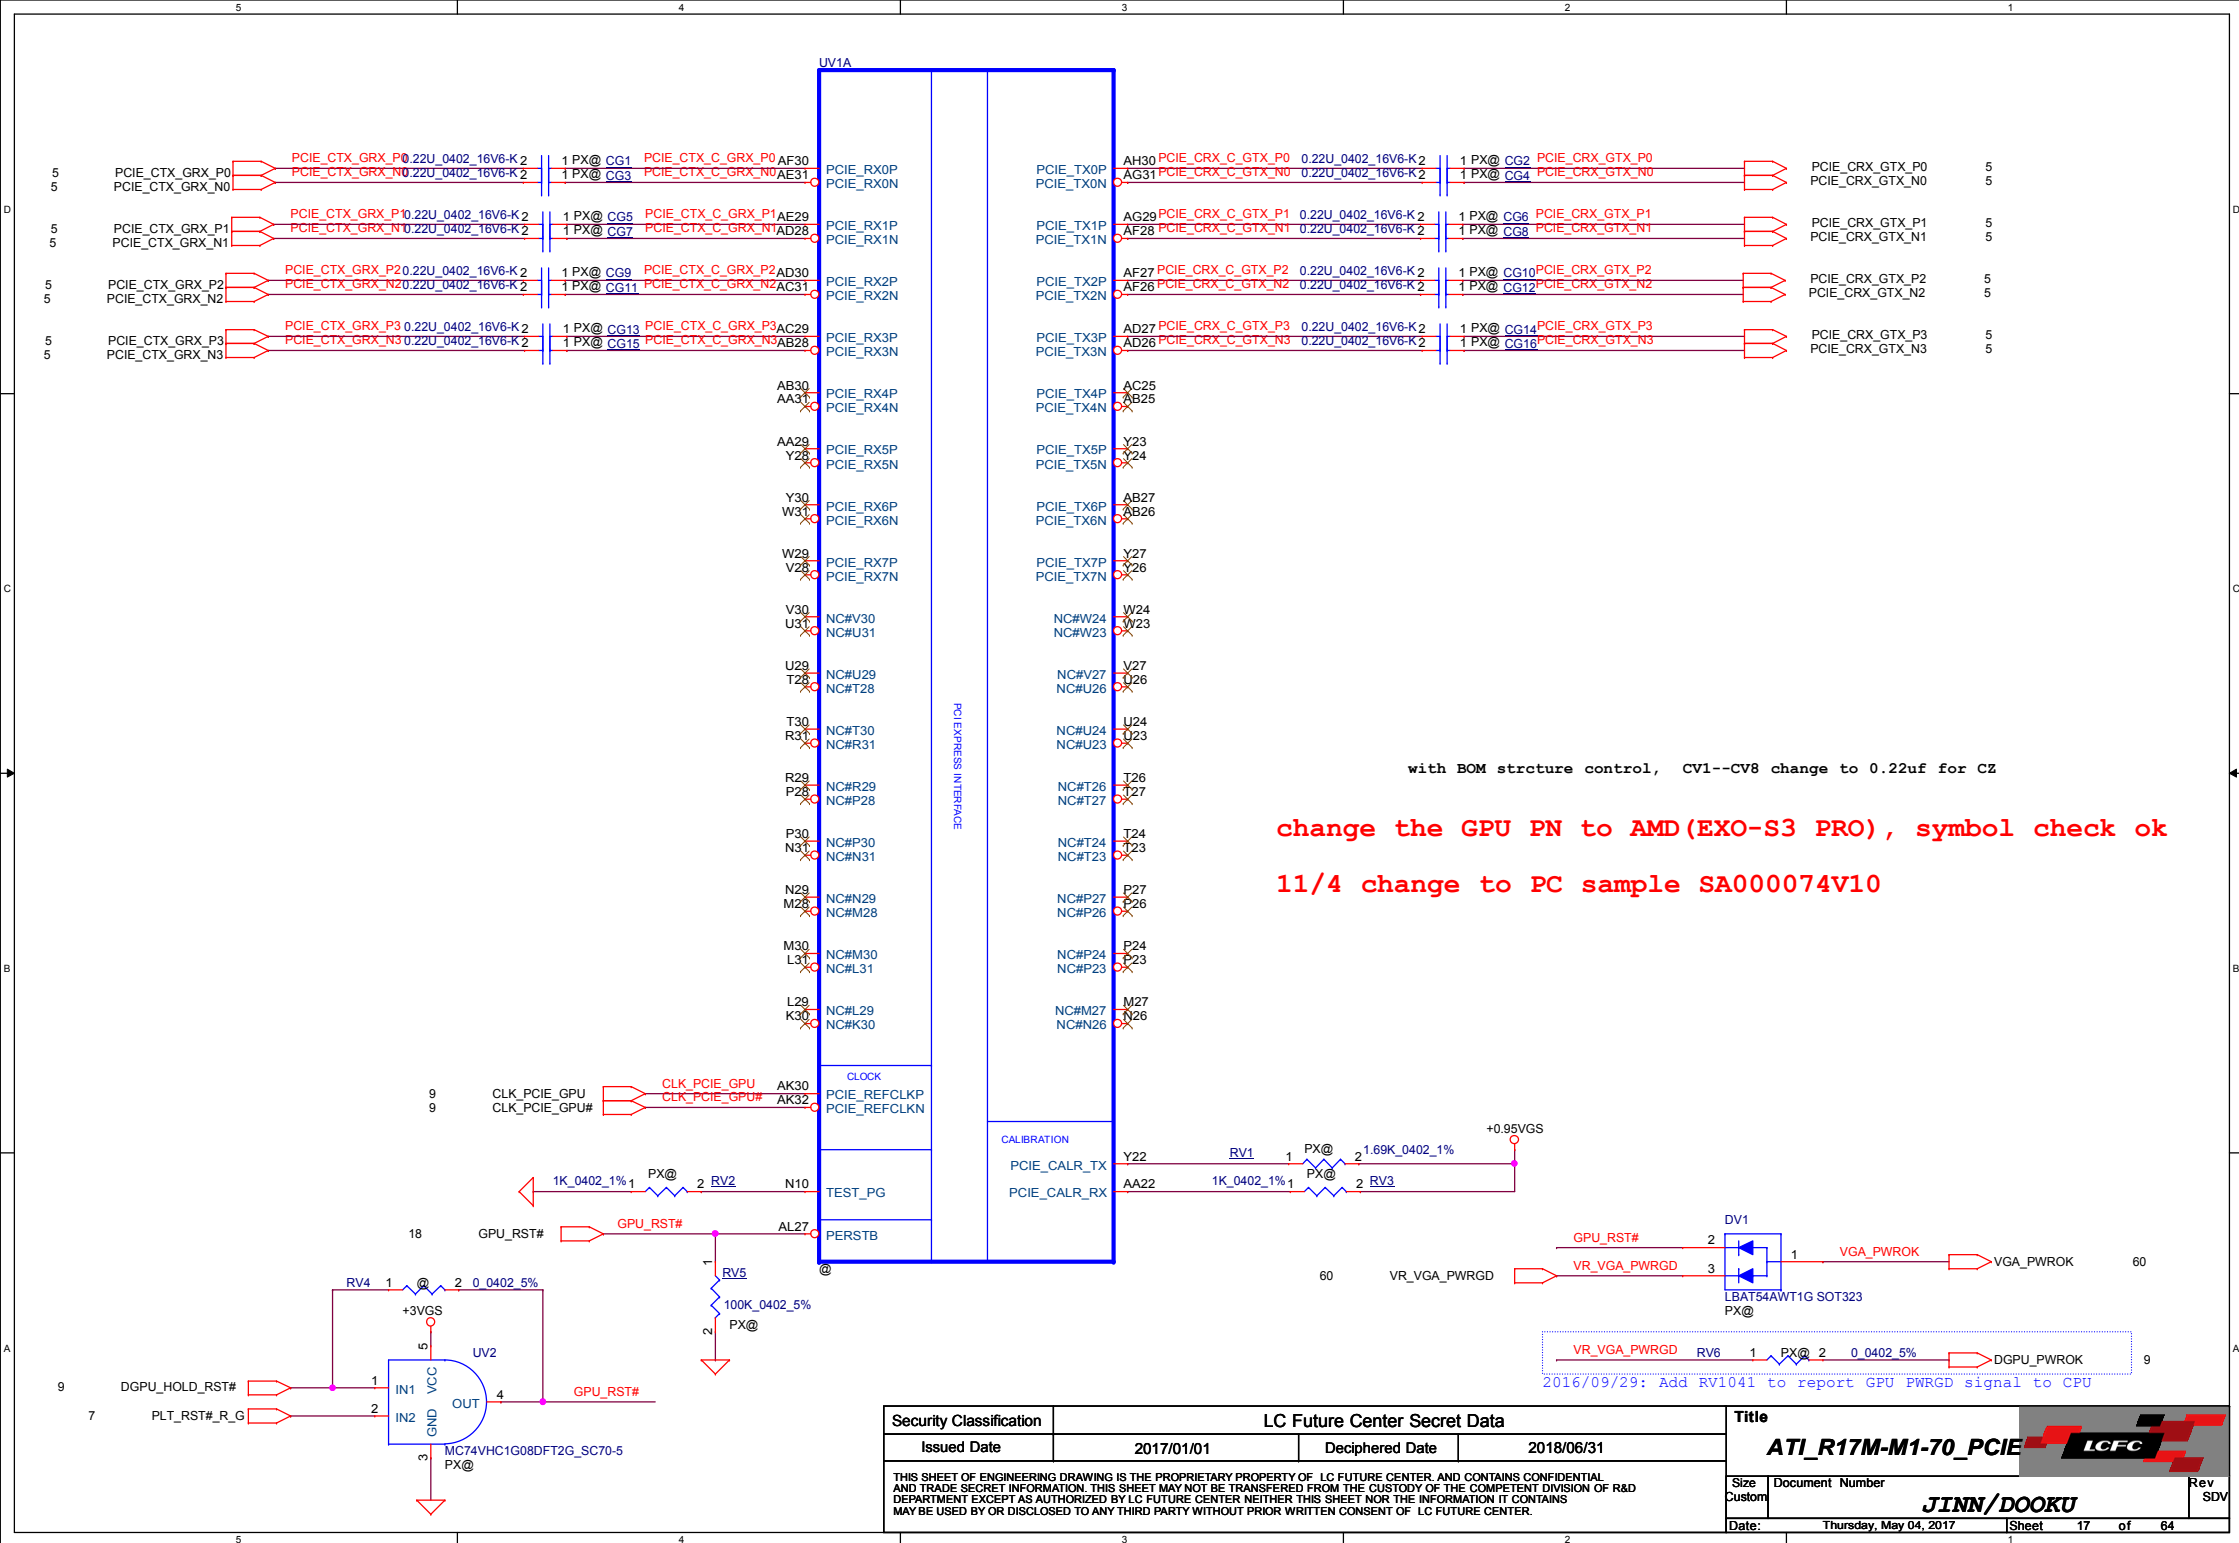 5 4 3 2 1
UV1A
5 PCIE_CTX_GRX_P0 PCIE_CTX_GRX_P0 0.22U_0402_16V6-K 2 1 PX@ CG1 PCIE_CTX_C_GRX_P0 AF30 PCIE_RX0P PCIE_TX0P AH30 PCIE_CRX_C_GTX_P0 0.22U_0402_16V6-K 2 1 PX@ CG2 PCIE_CRX_GTX_P0 PCIE_CRX_GTX_P0 5
5 PCIE_CTX_GRX_N0 PCIE_CTX_GRX_N0 0.22U_0402_16V6-K 2 1 PX@ CG3 PCIE_CTX_C_GRX_N0 AE31 PCIE_RX0N PCIE_TX0N AG31 PCIE_CRX_C_GTX_N0 0.22U_0402_16V6-K 2 1 PX@ CG4 PCIE_CRX_GTX_N0 PCIE_CRX_GTX_N0 5
D D
5 PCIE_CTX_GRX_P1 PCIE_CTX_GRX_P1 0.22U_0402_16V6-K 2 1 PX@ CG5 PCIE_CTX_C_GRX_P1 AE29 PCIE_RX1P PCIE_TX1P AG29 PCIE_CRX_C_GTX_P1 0.22U_0402_16V6-K 2 1 PX@ CG6 PCIE_CRX_GTX_P1 PCIE_CRX_GTX_P1 5
5 PCIE_CTX_GRX_N1 PCIE_CTX_GRX_N1 0.22U_0402_16V6-K 2 1 PX@ CG7 PCIE_CTX_C_GRX_N1 AD28 PCIE_RX1N PCIE_TX1N AF28 PCIE_CRX_C_GTX_N1 0.22U_0402_16V6-K 2 1 PX@ CG8 PCIE_CRX_GTX_N1 PCIE_CRX_GTX_N1 5
5 PCIE_CTX_GRX_P2 PCIE_CTX_GRX_P2 0.22U_0402_16V6-K 2 1 PX@ CG9 PCIE_CTX_C_GRX_P2 AD30 PCIE_RX2P PCIE_TX2P AF27 PCIE_CRX_C_GTX_P2 0.22U_0402_16V6-K 2 1 PX@ CG10 PCIE_CRX_GTX_P2 PCIE_CRX_GTX_P2 5
5 PCIE_CTX_GRX_N2 PCIE_CTX_GRX_N2 0.22U_0402_16V6-K 2 1 PX@ CG11 PCIE_CTX_C_GRX_N2 AC31 PCIE_RX2N PCIE_TX2N AF26 PCIE_CRX_C_GTX_N2 0.22U_0402_16V6-K 2 1 PX@ CG12 PCIE_CRX_GTX_N2 PCIE_CRX_GTX_N2 5
5 PCIE_CTX_GRX_P3 PCIE_CTX_GRX_P3 0.22U_0402_16V6-K 2 1 PX@ CG13 PCIE_CTX_C_GRX_P3 AC29 PCIE_RX3P PCIE_TX3P AD27 PCIE_CRX_C_GTX_P3 0.22U_0402_16V6-K 2 1 PX@ CG14 PCIE_CRX_GTX_P3 PCIE_CRX_GTX_P3 5
5 PCIE_CTX_GRX_N3 PCIE_CTX_GRX_N3 0.22U_0402_16V6-K 2 1 PX@ CG15 PCIE_CTX_C_GRX_N3 AB28 PCIE_RX3N PCIE_TX3N AD26 PCIE_CRX_C_GTX_N3 0.22U_0402_16V6-K 2 1 PX@ CG16 PCIE_CRX_GTX_N3 PCIE_CRX_GTX_N3 5
AB30 PCIE_RX4P PCIE_TX4P AC25
AA31 PCIE_RX4N PCIE_TX4N AB25
AA29 PCIE_RX5P PCIE_TX5P Y23
Y28 PCIE_RX5N PCIE_TX5N Y24
Y30 PCIE_RX6P PCIE_TX6P AB27
W31 PCIE_RX6N PCIE_TX6N AB26
W29 PCIE_RX7P PCIE_TX7P Y27
V28 PCIE_RX7N PCIE_TX7N Y26
C C
V30 NC#V30 NC#W24 W24
U31 NC#U31 NC#W23 W23
U29 NC#U29 NC#V27 V27
T28 NC#T28 NC#U26 U26
T30 NC#T30 NC#U24 U24
R31 NC#R31 NC#U23 U23
PCI EXPRESS INTERFACE
R29 NC#R29 NC#T26 T26
P28 NC#P28 NC#T27 T27
with BOM strcture control, CV1--CV8 change to 0.22uf for CZ
P30 NC#P30 NC#T24 T24
N31 NC#N31 NC#T23 T23
change the GPU PN to AMD(EXO-S3 PRO), symbol check ok
11/4 change to PC sample SA000074V10
N29 NC#N29 NC#P27 P27
M28 NC#M28 NC#P26 P26
M30 NC#M30 NC#P24 P24
L31 NC#L31 NC#P23 P23
B B
L29 NC#L29 NC#M27 M27
K30 NC#K30 NC#N26 N26
CLOCK
9 CLK_PCIE_GPU CLK_PCIE_GPU AK30 PCIE_REFCLKP
9 CLK_PCIE_GPU# CLK_PCIE_GPU# AK32 PCIE_REFCLKN
CALIBRATION
+0.95VGS
PCIE_CALR_TX Y22 RV1 1 PX@ 2 1.69K_0402_1%
1K_0402_1% 1 PX@ 2 RV2 N10 TEST_PG
PCIE_CALR_RX AA22 1K_0402_1% 1 PX@ 2 RV3
18 GPU_RST# GPU_RST# AL27 PERSTB
@
1 RV5
100K_0402_5%
2 PX@
DV1
GPU_RST# 2
1 VGA_PWROK VGA_PWROK 60
60 VR_VGA_PWRGD VR_VGA_PWRGD 3
LBAT54AWT1G SOT323
PX@
RV4 1 @ 2 0_0402_5%
+3VGS
5 UV2
A A
VR_VGA_PWRGD RV6 1 PX@ 2 0_0402_5% DGPU_PWROK 9
2016/09/29: Add RV1041 to report GPU PWRGD signal to CPU
9 DGPU_HOLD_RST# 1 IN1 VCC
OUT 4 GPU_RST#
7 PLT_RST#_R_G 2 IN2 GND
3 MC74VHC1G08DFT2G_SC70-5
PX@
Security Classification LC Future Center Secret Data
Issued Date 2017/01/01 Deciphered Date 2018/06/31
THIS SHEET OF ENGINEERING DRAWING IS THE PROPRIETARY PROPERTY OF LC FUTURE CENTER. AND CONTAINS CONFIDENTIAL
AND TRADE SECRET INFORMATION. THIS SHEET MAY NOT BE TRANSFERED FROM THE CUSTODY OF THE COMPETENT DIVISION OF R&D
DEPARTMENT EXCEPT AS AUTHORIZED BY LC FUTURE CENTER NEITHER THIS SHEET NOR THE INFORMATION IT CONTAINS
MAY BE USED BY OR DISCLOSED TO ANY THIRD PARTY WITHOUT PRIOR WRITTEN CONSENT OF LC FUTURE CENTER.
Title
ATI_R17M-M1-70_PCIE
LCFC
Size Document Number Rev
Custom JINN/DOOKU SDV
Date: Thursday, May 04, 2017 Sheet 17 of 64
5 4 3 2 1